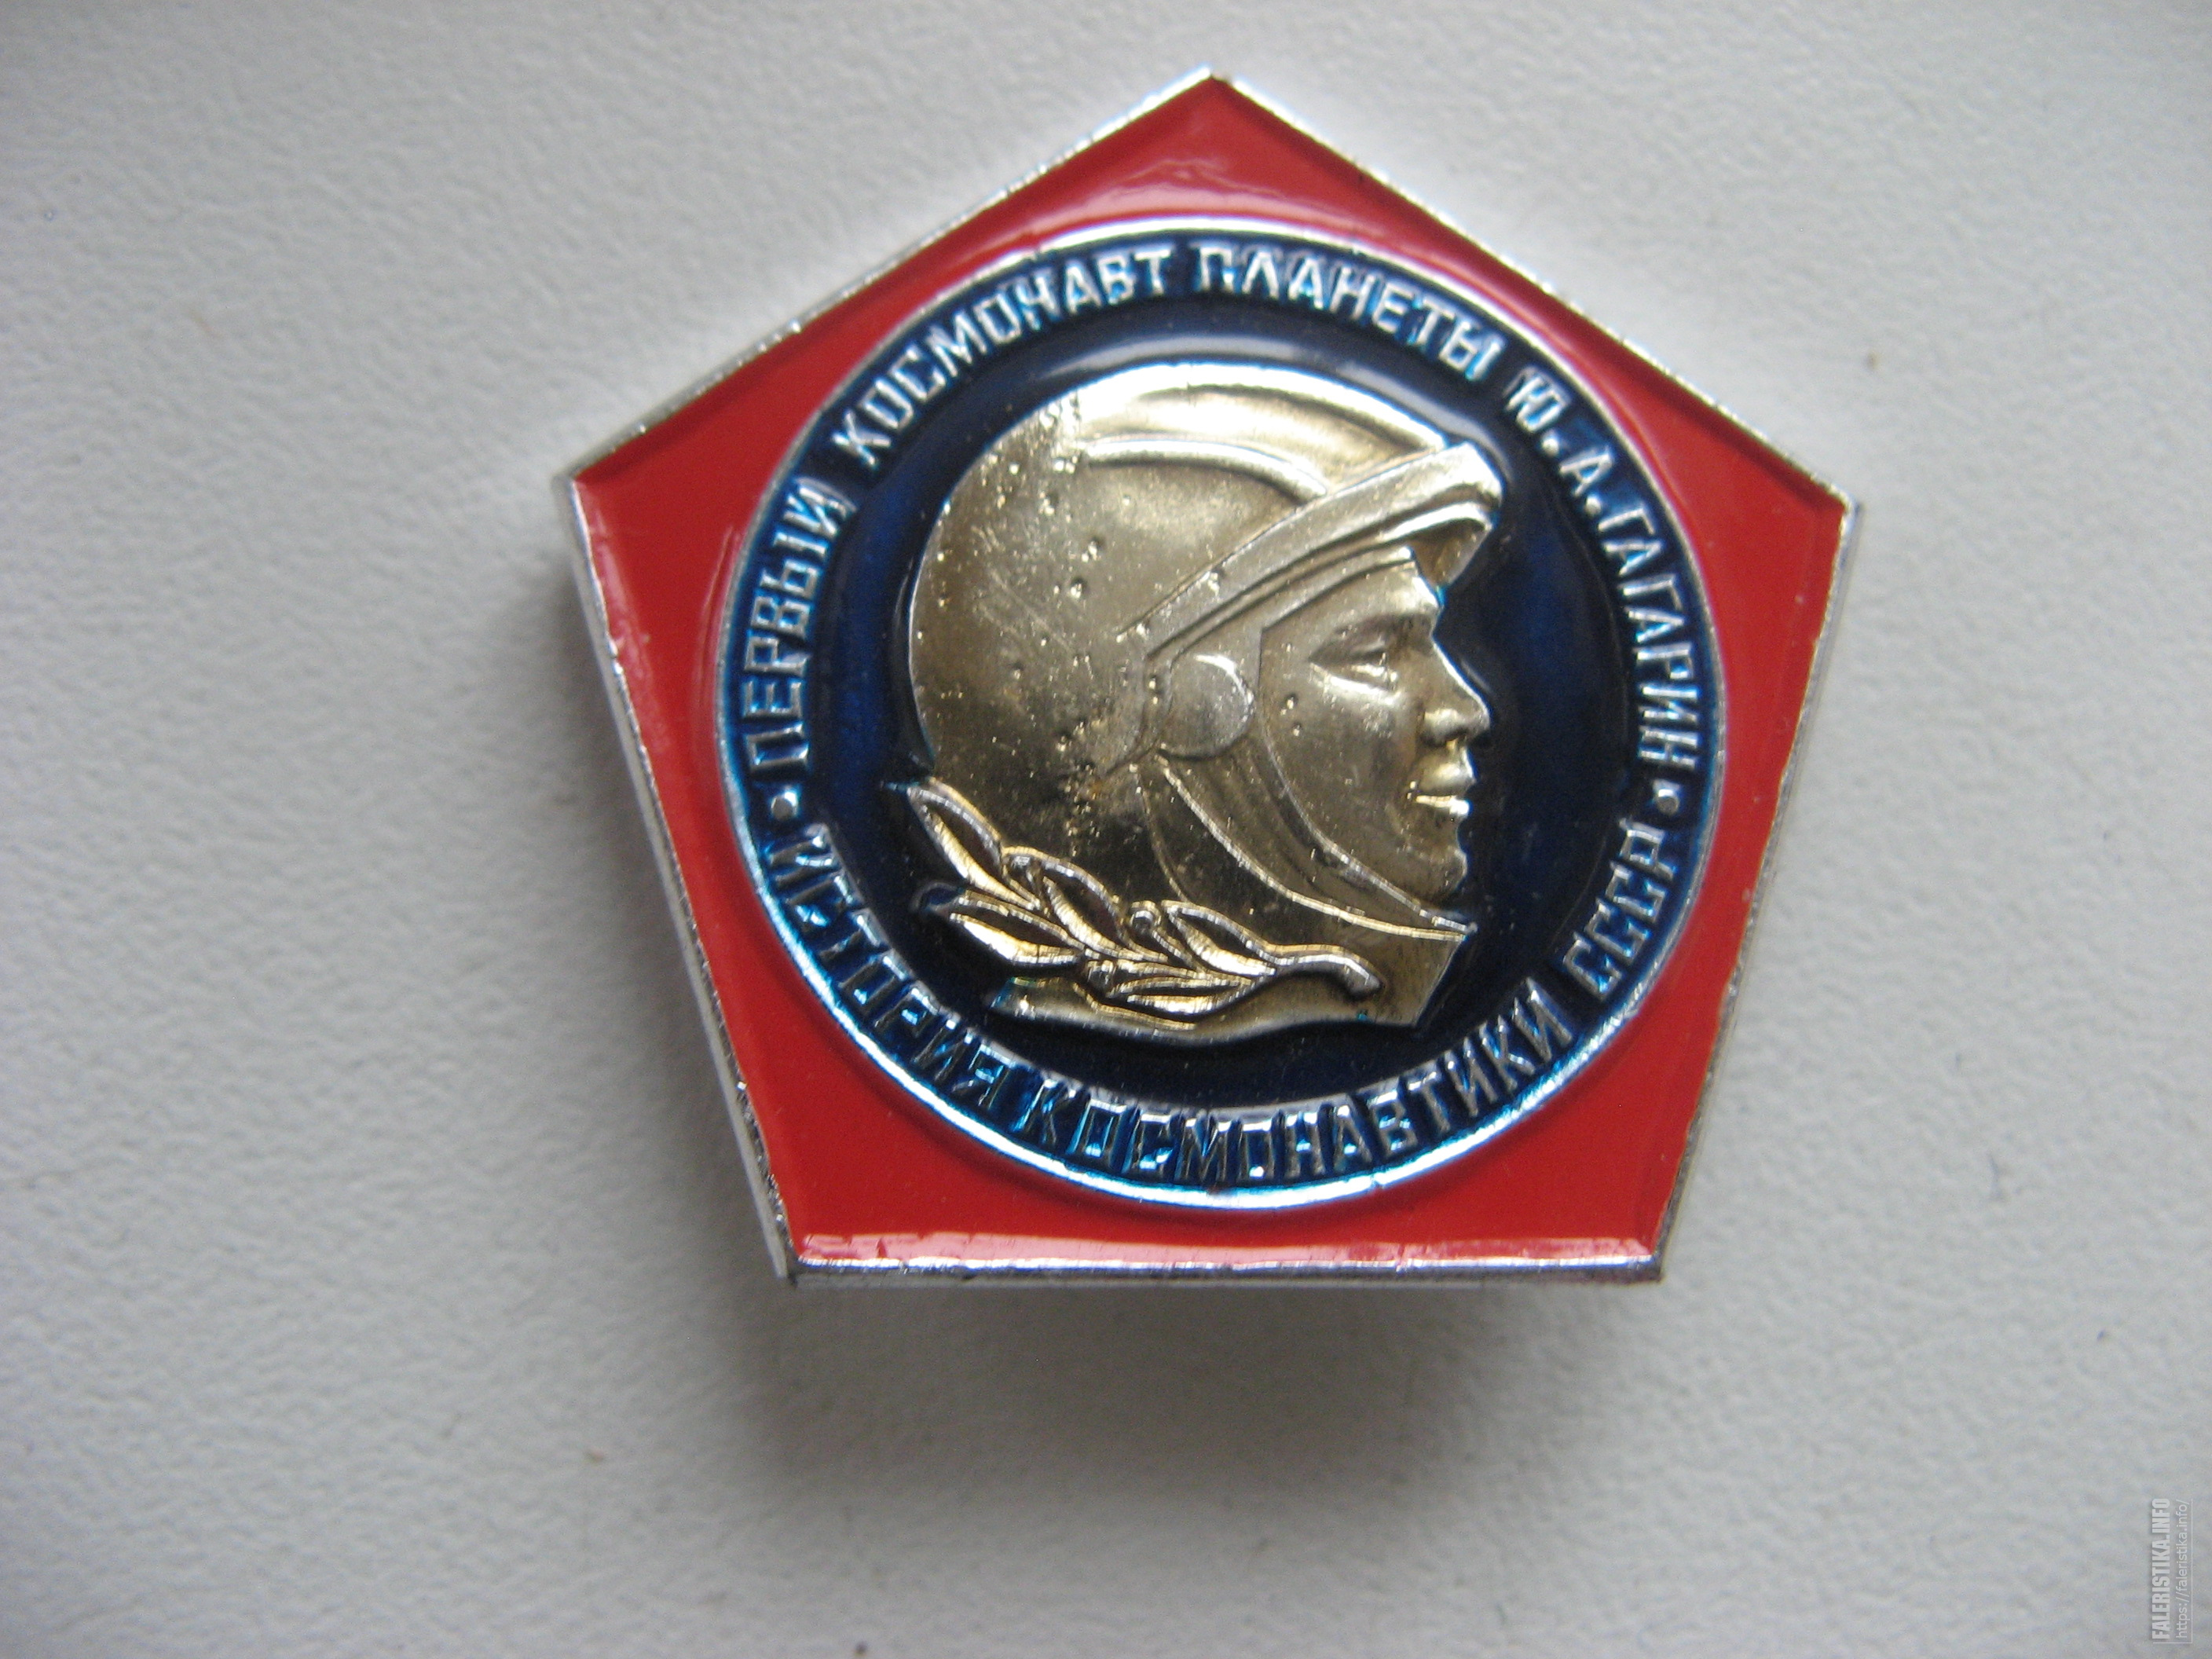 • ПЕРВЫЙ КОСМОНАВТ ПЛАНЕТЫ Ю.А.ГАГАРИН •
ИСТОРИЯ КОСМОНАВТИКИ СССР
FALERISTIKA.INFO
https://faleristika.info/